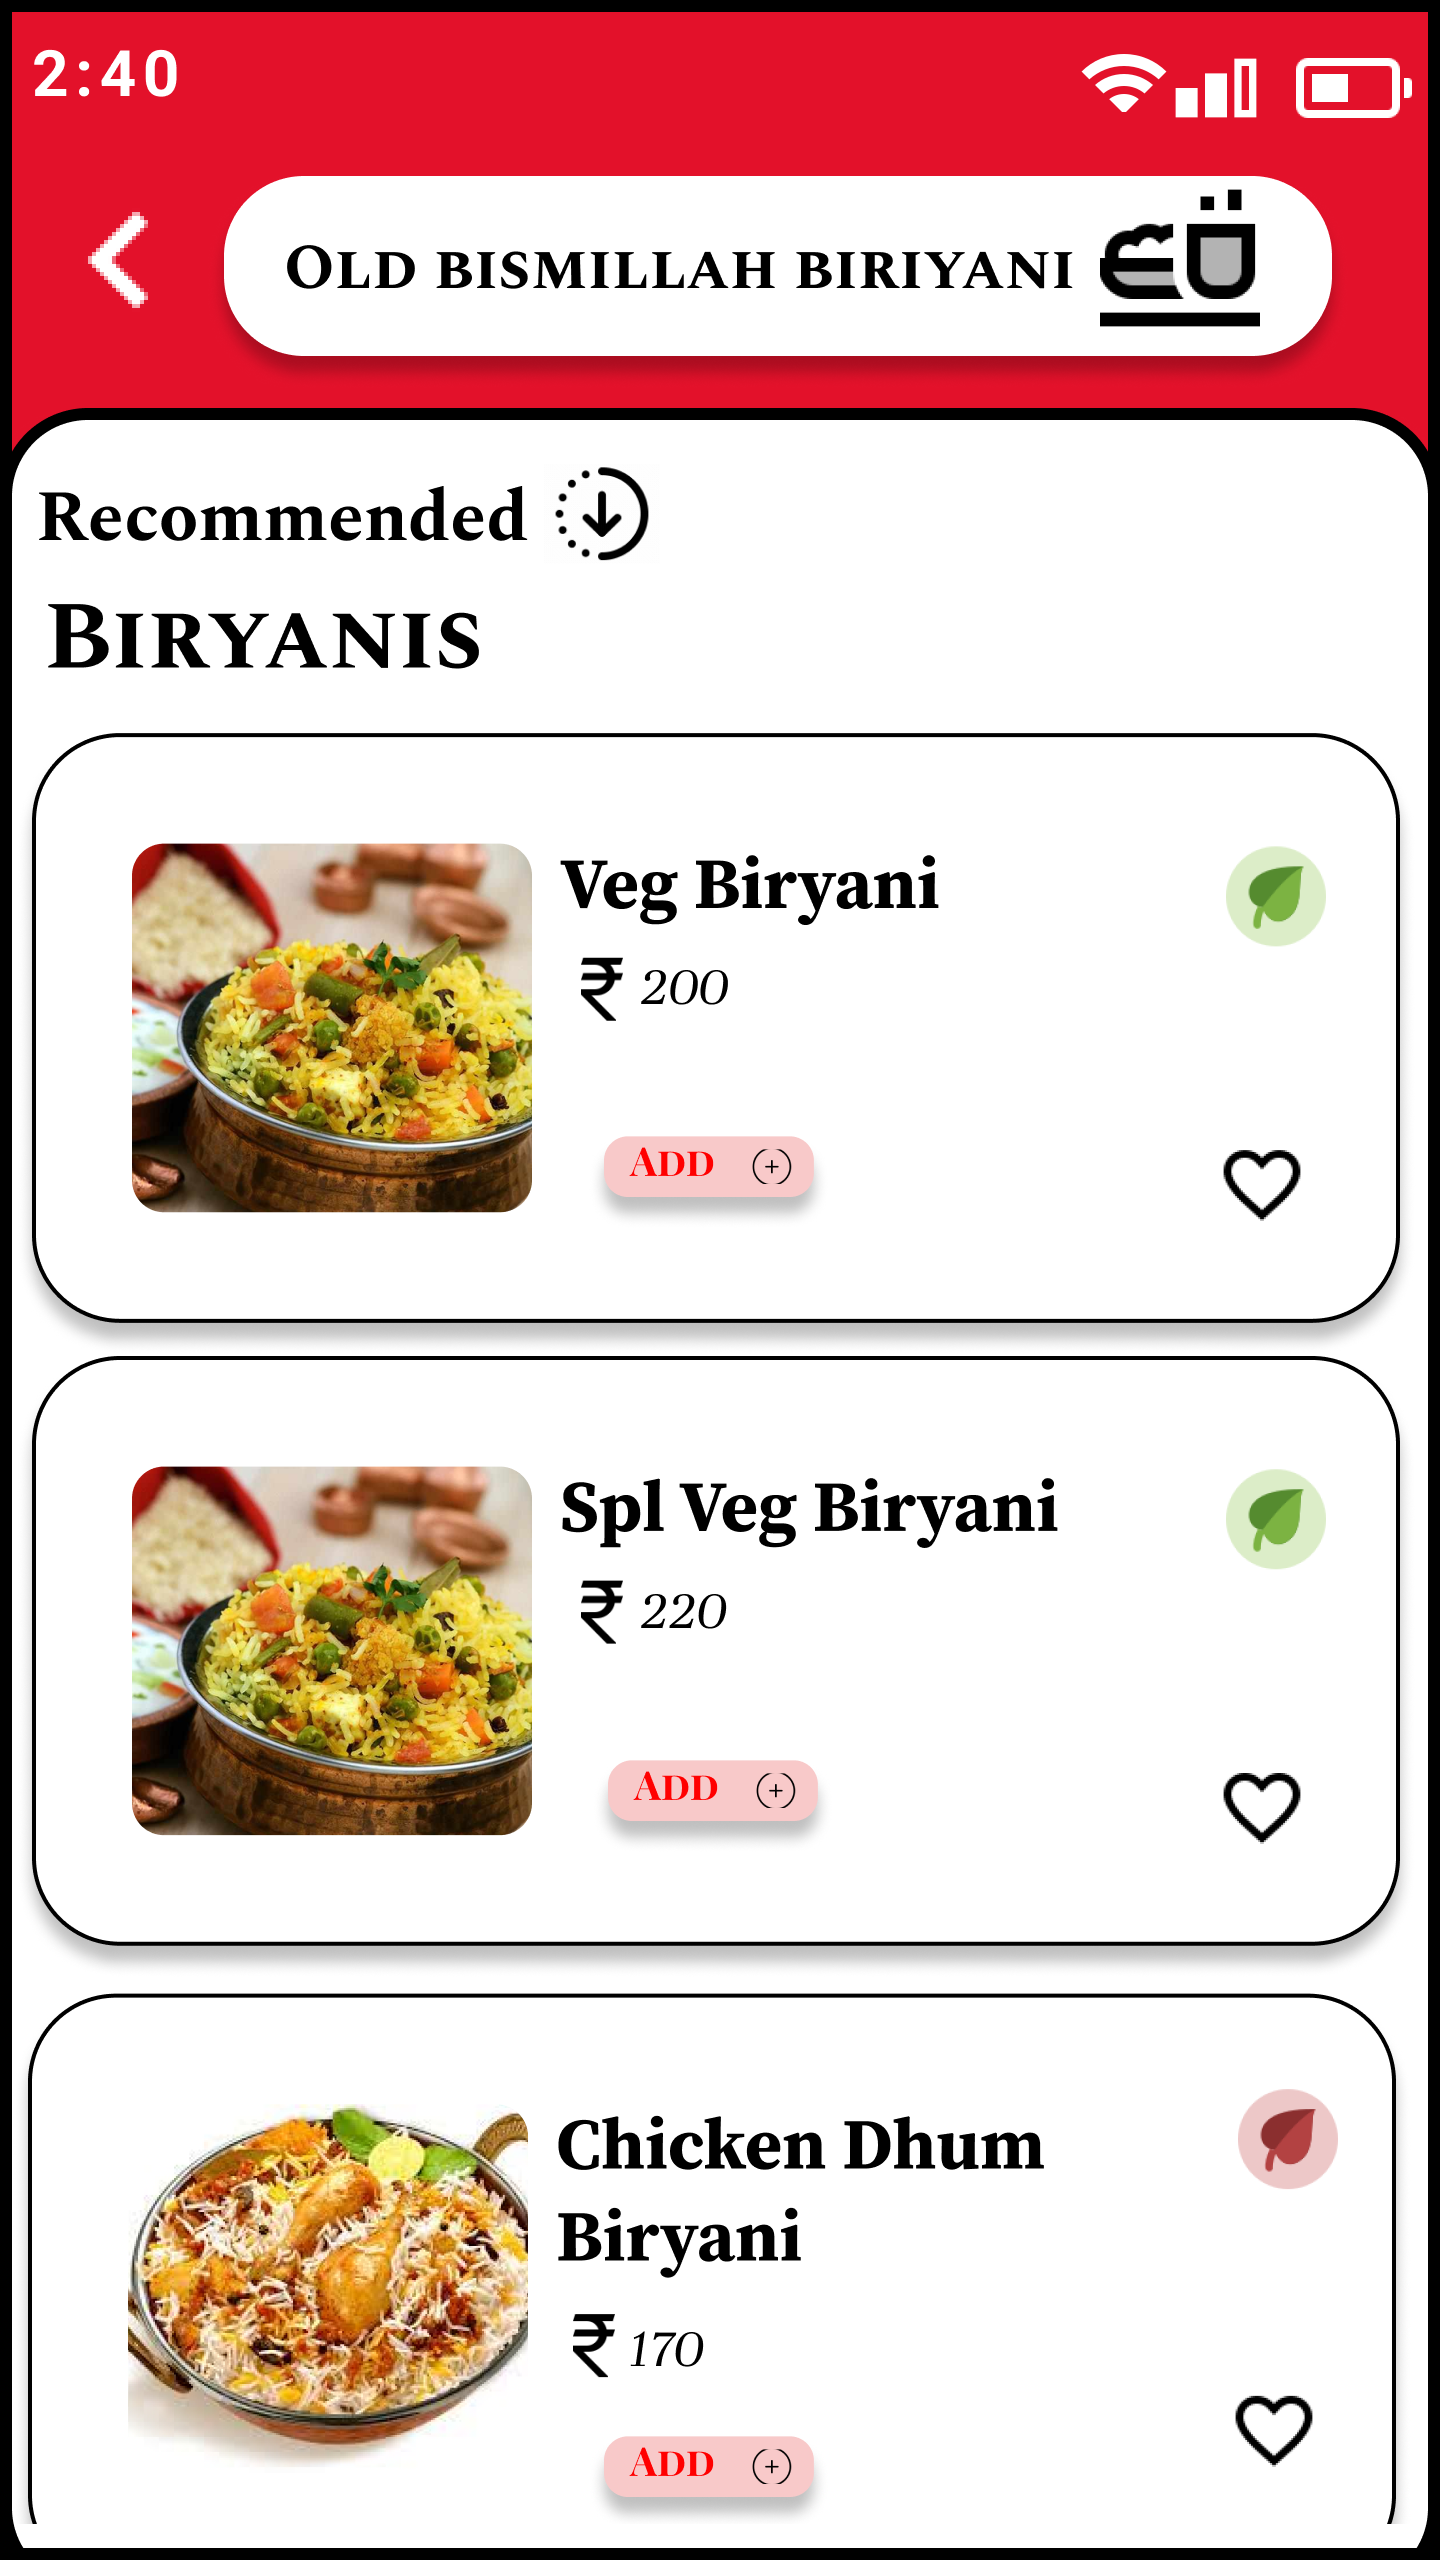 2:40
Old bismillah biriyani
Recommended
Biryanis
Veg Biryani
₹ 200
Add
Spl Veg Biryani
₹ 220
Add
Chicken Dhum
Biryani
₹ 170
Add